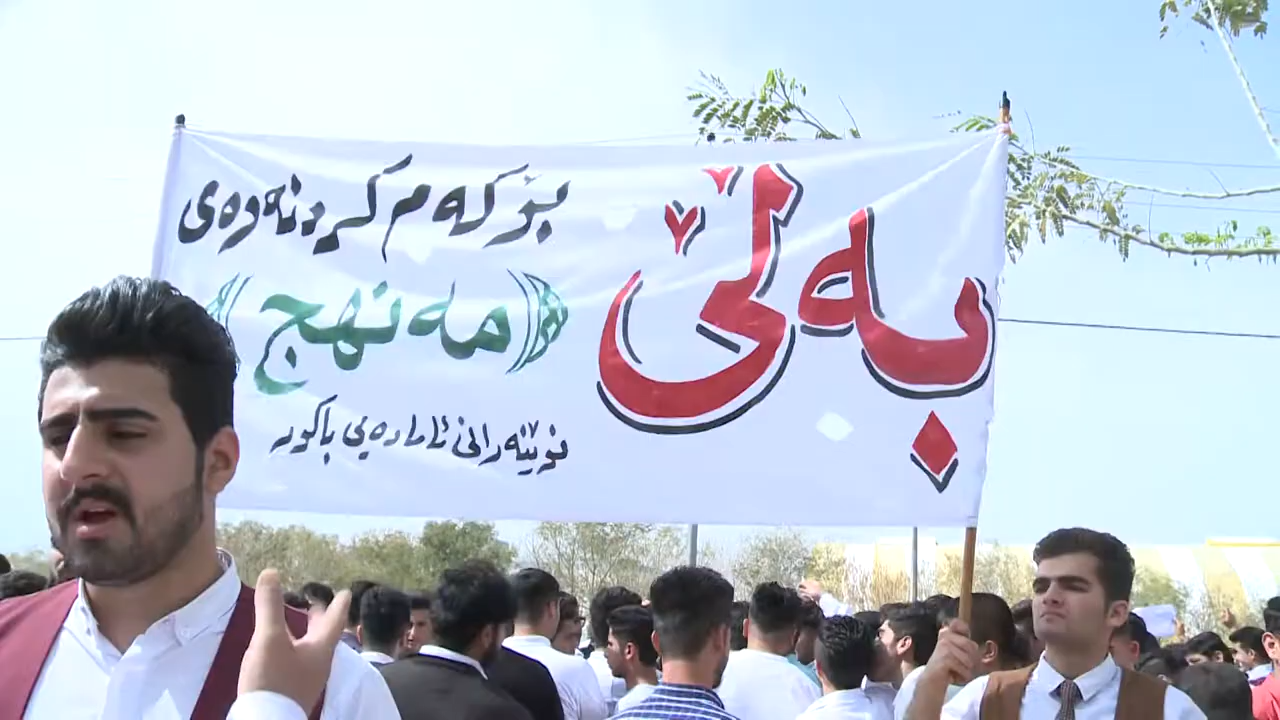 بەڵێ
بۆ کەم کردنەوەی
((مەنهج))
نوێنەرانی ئامادەیی باکور